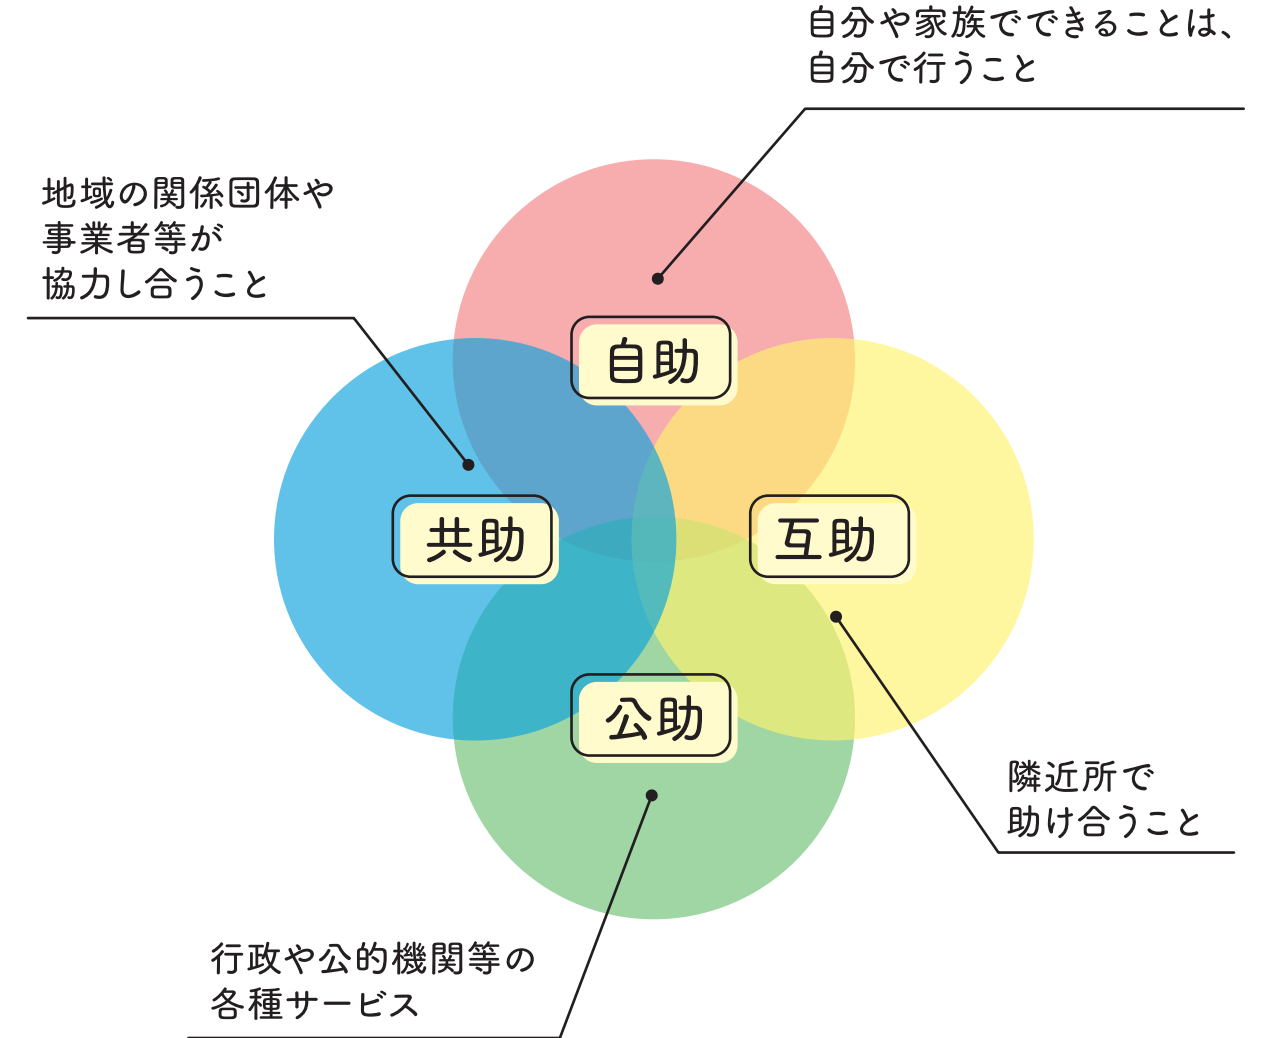 自分や家族でできることは、
自分で行うこと
地域の関係団体や
事業者等が
協力し合うこと
自助
共助
互助
公助
隣近所で
助け合うこと
行政や公的機関等の
各種サービス